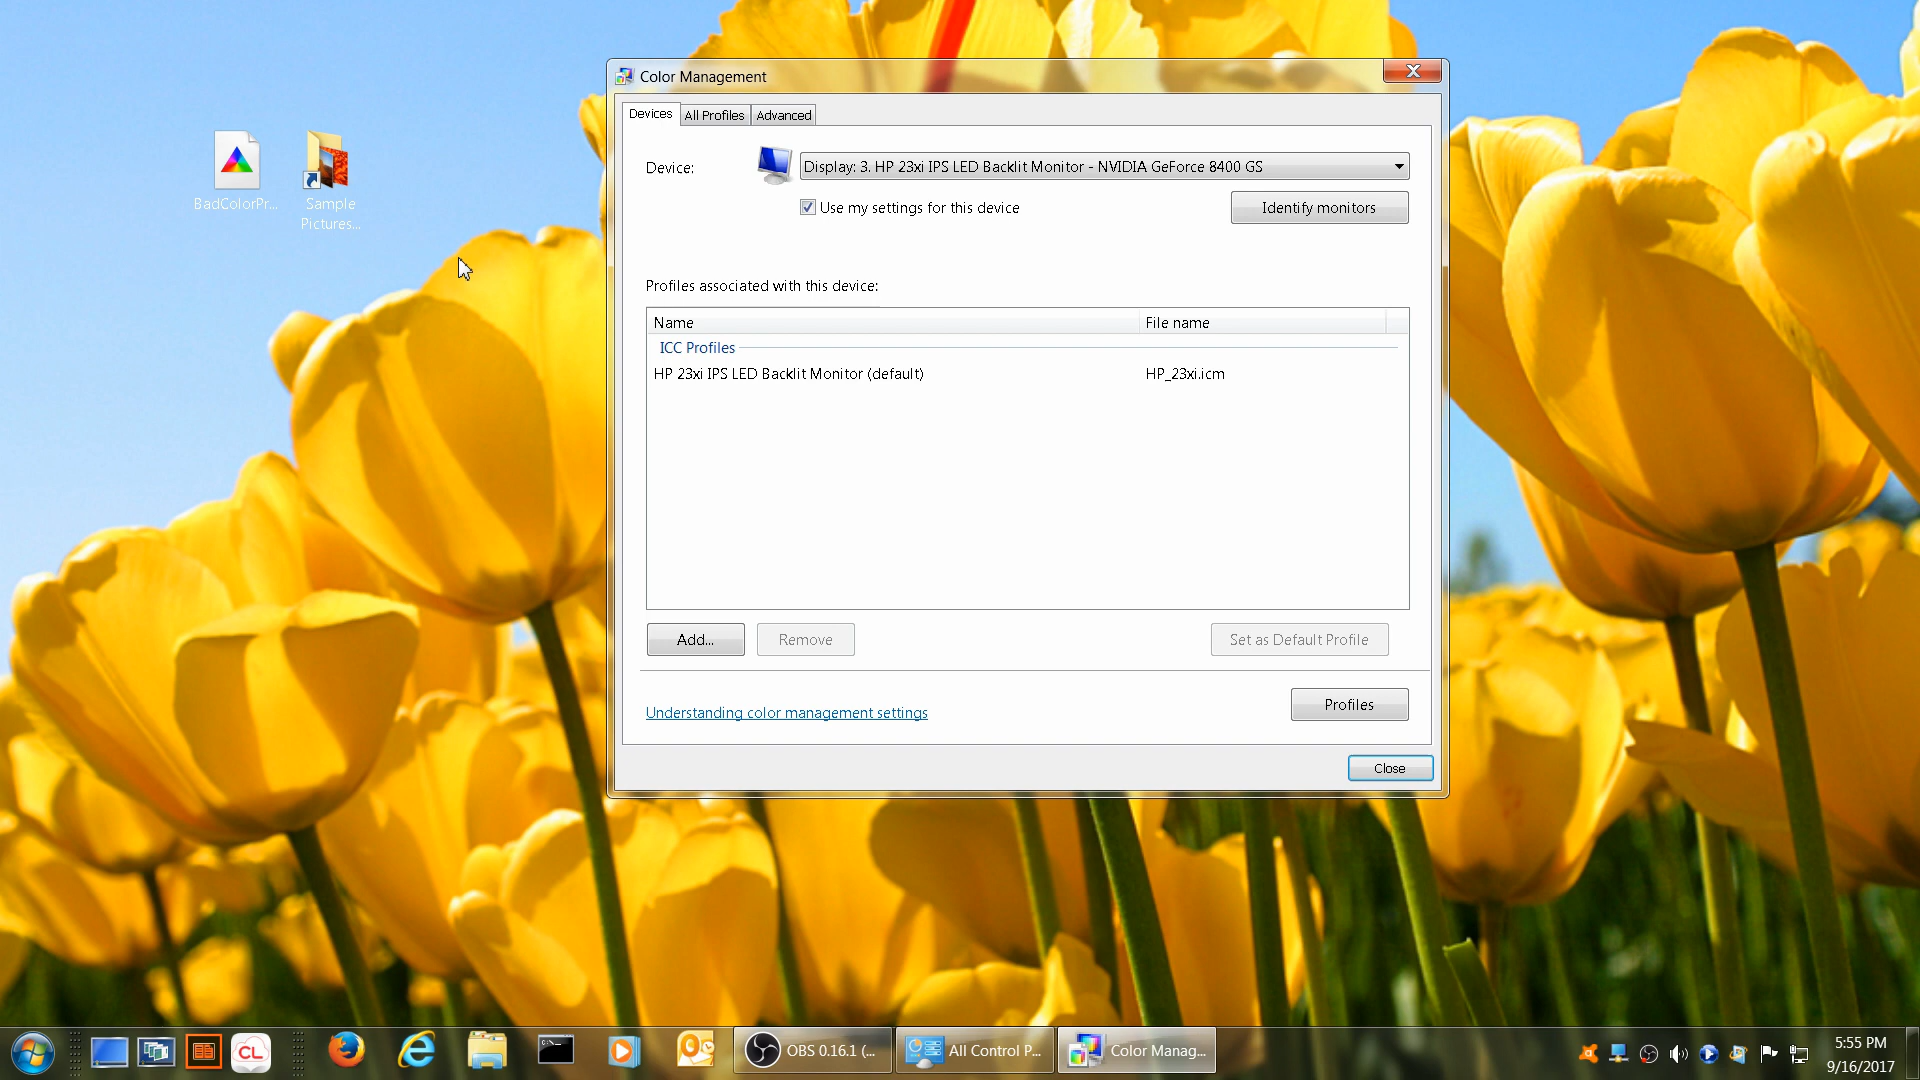 Color Management
Devices
All Profiles
Advanced
BadColorPr...
Sample
Pictures...
Device:
Display: 3. HP 23xi IPS LED Backlit Monitor - NVIDIA GeForce 8400 GS
Use my settings for this device
Identify monitors
Profiles associated with this device:
Name
File name
ICC Profiles
HP 23xi IPS LED Backlit Monitor (default)
HP_23xi.icm
Add...
Remove
Set as Default Profile
Understanding color management settings
Profiles
Close
CL
OBS 0.16.1 (...
All Control P...
Color Manag...
5:55 PM
9/16/2017